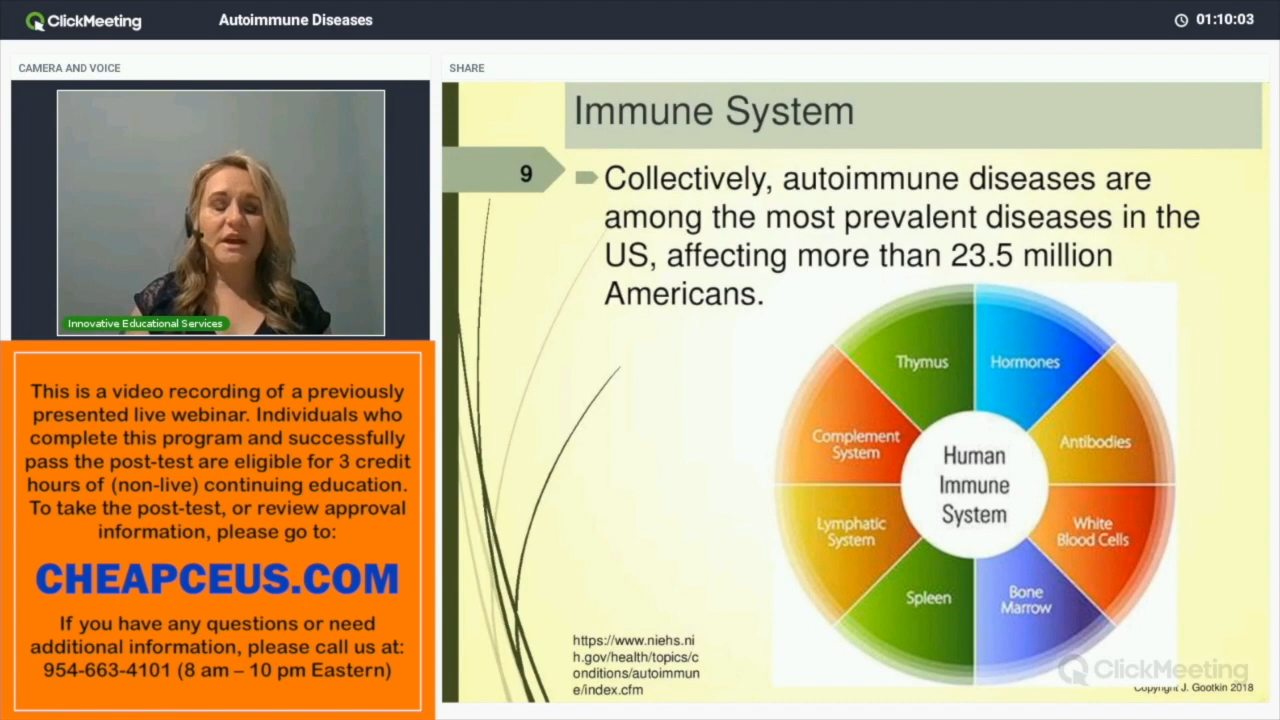 ClickMeeting
Autoimmune Diseases
01:10:03
CAMERA AND VOICE
Innovative Educational Services
This is a video recording of a previously
presented live webinar. Individuals who
complete this program and successfully
pass the post-test are eligible for 3 credit
hours of (non-live) continuing education.
To take the post-test, or review approval
information, please go to:
CHEAPCEUS.COM
If you have any questions or need
additional information, please call us at:
954-663-4101 (8 am – 10 pm Eastern)
SHARE
Immune System
9
Collectively, autoimmune diseases are
among the most prevalent diseases in the
US, affecting more than 23.5 million
Americans.
Thymus
Hormones
Complement
System
Antibodies
Human
Immune
System
Lymphatic
System
White
Blood Cells
Spleen
Bone
Marrow
https://www.niehs.ni
h.gov/health/topics/c
onditions/autoimmun
e/index.cfm
ClickMeeting
Copyright J. Gootkin 2018